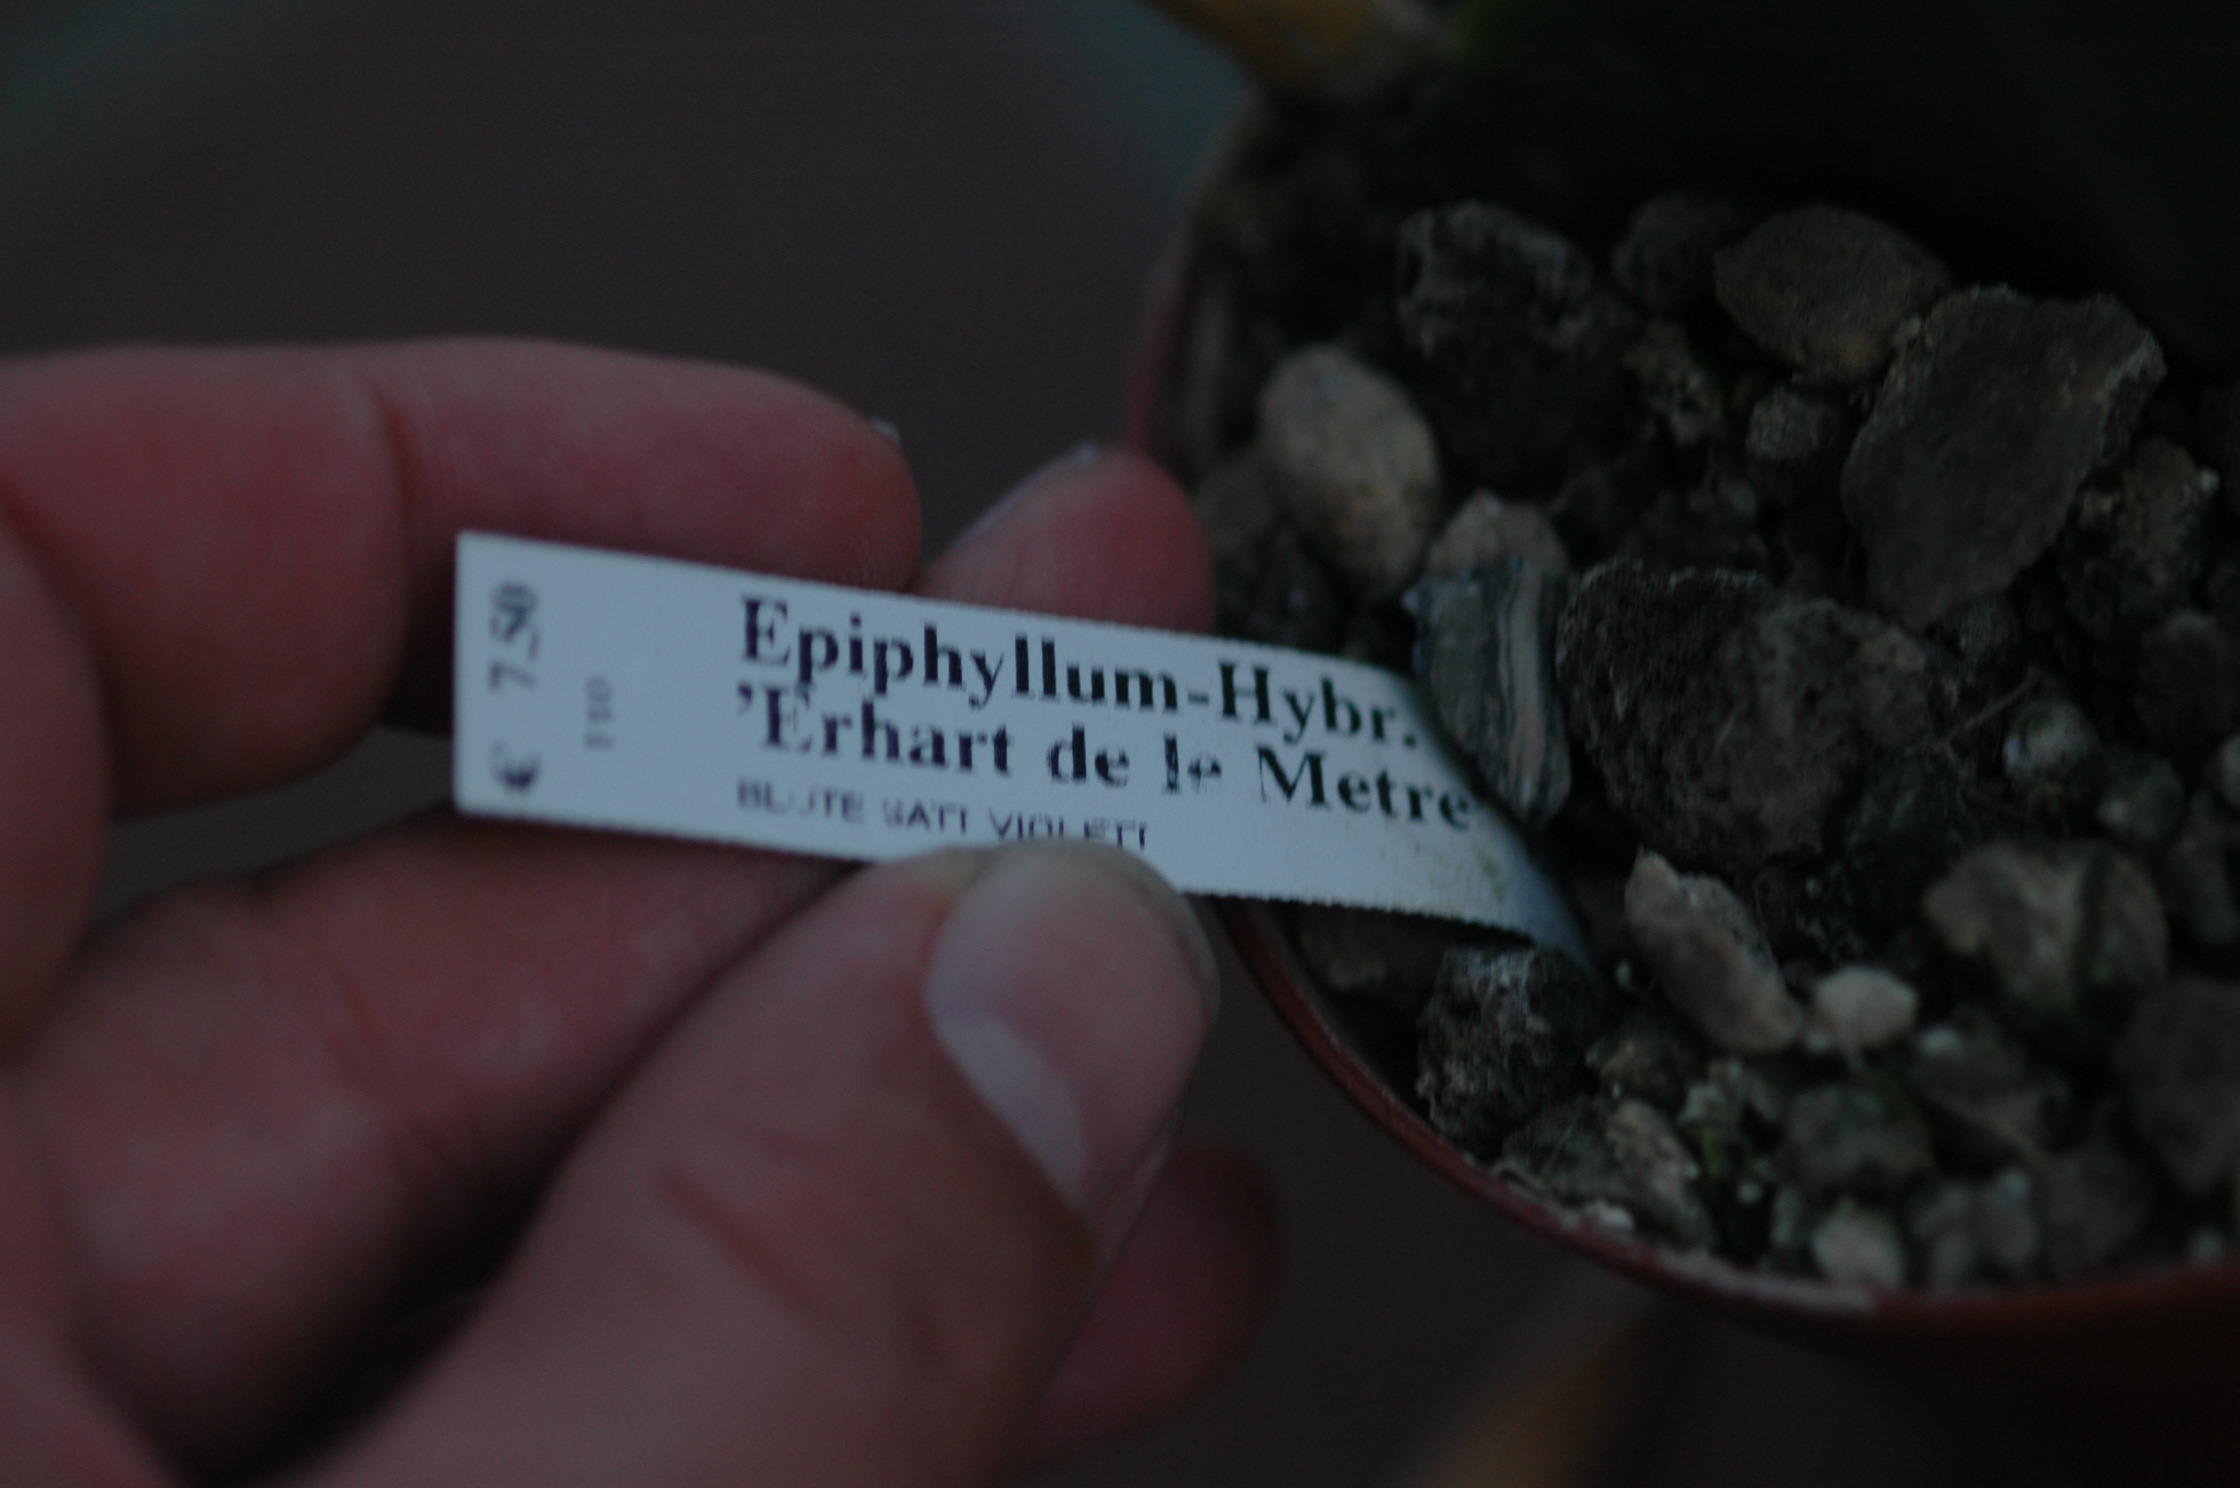 Epiphyllum-Hybr.
'Erhart de le Metre
BLUTE SATT VIOLETT
€ 7,50